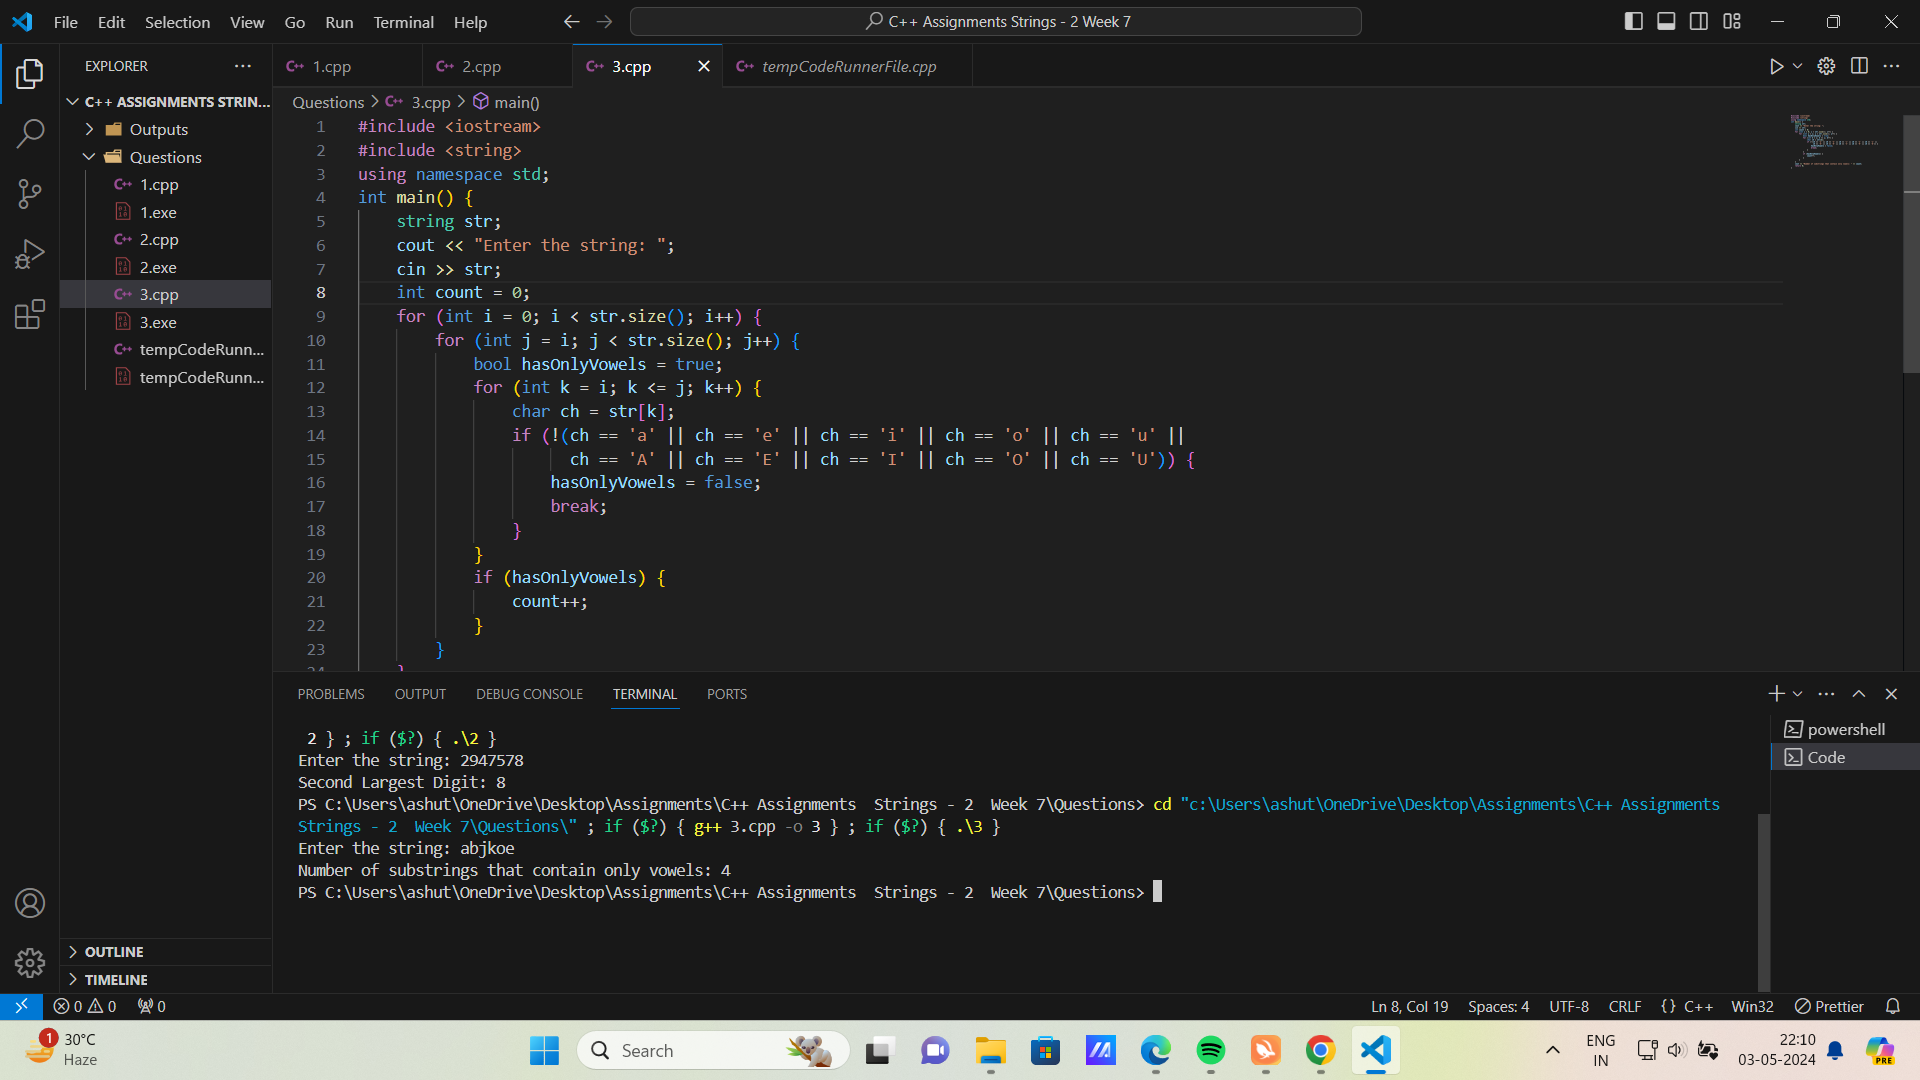 File Edit Selection View Go Run Terminal Help
C++ Assignments Strings - 2 Week 7
EXPLORER
C++ ASSIGNMENTS STRIN...
Outputs
Questions
1.cpp
1.exe
2.cpp
2.exe
3.cpp
3.exe
tempCodeRunn...
tempCodeRunn...
OUTLINE
TIMELINE
1.cpp 2.cpp 3.cpp tempCodeRunnerFile.cpp
Questions > 3.cpp > main()
1 #include <iostream>
2 #include <string>
3 using namespace std;
4 int main() {
5 string str;
6 cout << "Enter the string: ";
7 cin >> str;
8 int count = 0;
9 for (int i = 0; i < str.size(); i++) {
10 for (int j = i; j < str.size(); j++) {
11 bool hasOnlyVowels = true;
12 for (int k = i; k <= j; k++) {
13 char ch = str[k];
14 if (!(ch == 'a' || ch == 'e' || ch == 'i' || ch == 'o' || ch == 'u' ||
15 ch == 'A' || ch == 'E' || ch == 'I' || ch == 'O' || ch == 'U')) {
16 hasOnlyVowels = false;
17 break;
18 }
19 }
20 if (hasOnlyVowels) {
21 count++;
22 }
23 }
PROBLEMS OUTPUT DEBUG CONSOLE TERMINAL PORTS
2 } ; if ($?) { .\2 }
Enter the string: 2947578
Second Largest Digit: 8
PS C:\Users\ashut\OneDrive\Desktop\Assignments\C++ Assignments  Strings - 2  Week 7\Questions> cd "c:\Users\ashut\OneDrive\Desktop\Assignments\C++ Assignments
Strings - 2  Week 7\Questions\" ; if ($?) { g++ 3.cpp -o 3 } ; if ($?) { .\3 }
Enter the string: abjkoe
Number of substrings that contain only vowels: 4
PS C:\Users\ashut\OneDrive\Desktop\Assignments\C++ Assignments  Strings - 2  Week 7\Questions>
powershell
Code
0 0 0
Ln 8, Col 19 Spaces: 4 UTF-8 CRLF {} C++ Win32 Prettier
1
30°C
Haze
Search
PRE
ENG
IN
22:10
03-05-2024